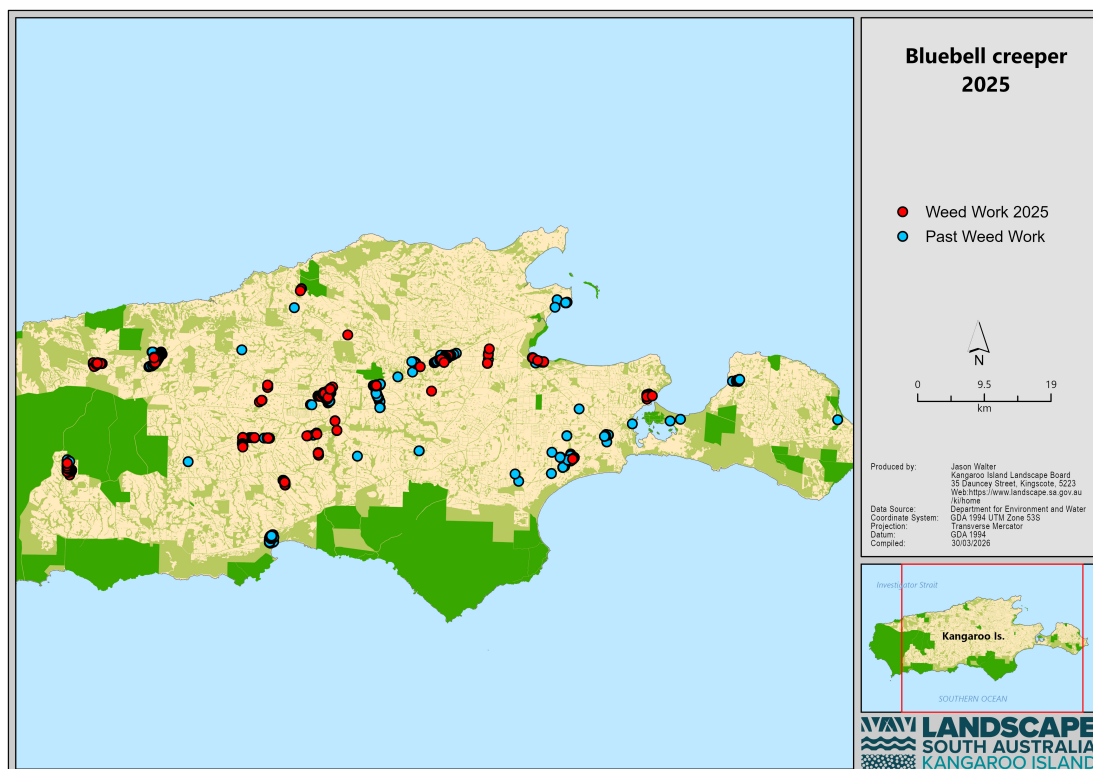 Bluebell creeper
2025
Weed Work 2025
Past Weed Work
N
0 9.5 19
km
Produced by: Jason Walter
Kangaroo Island Landscape Board
35 Dauncey Street, Kingscote, 5223
Web:https://www.landscape.sa.gov.au
/ki/home
Data Source: Department for Environment and Water
Coordinate System: GDA 1994 UTM Zone 53S
Projection: Transverse Mercator
Datum: GDA 1994
Compiled: 30/03/2026
Investigator Strait
Kangaroo Is.
SOUTHERN OCEAN
LANDSCAPE
SOUTH AUSTRALIA
KANGAROO ISLAND